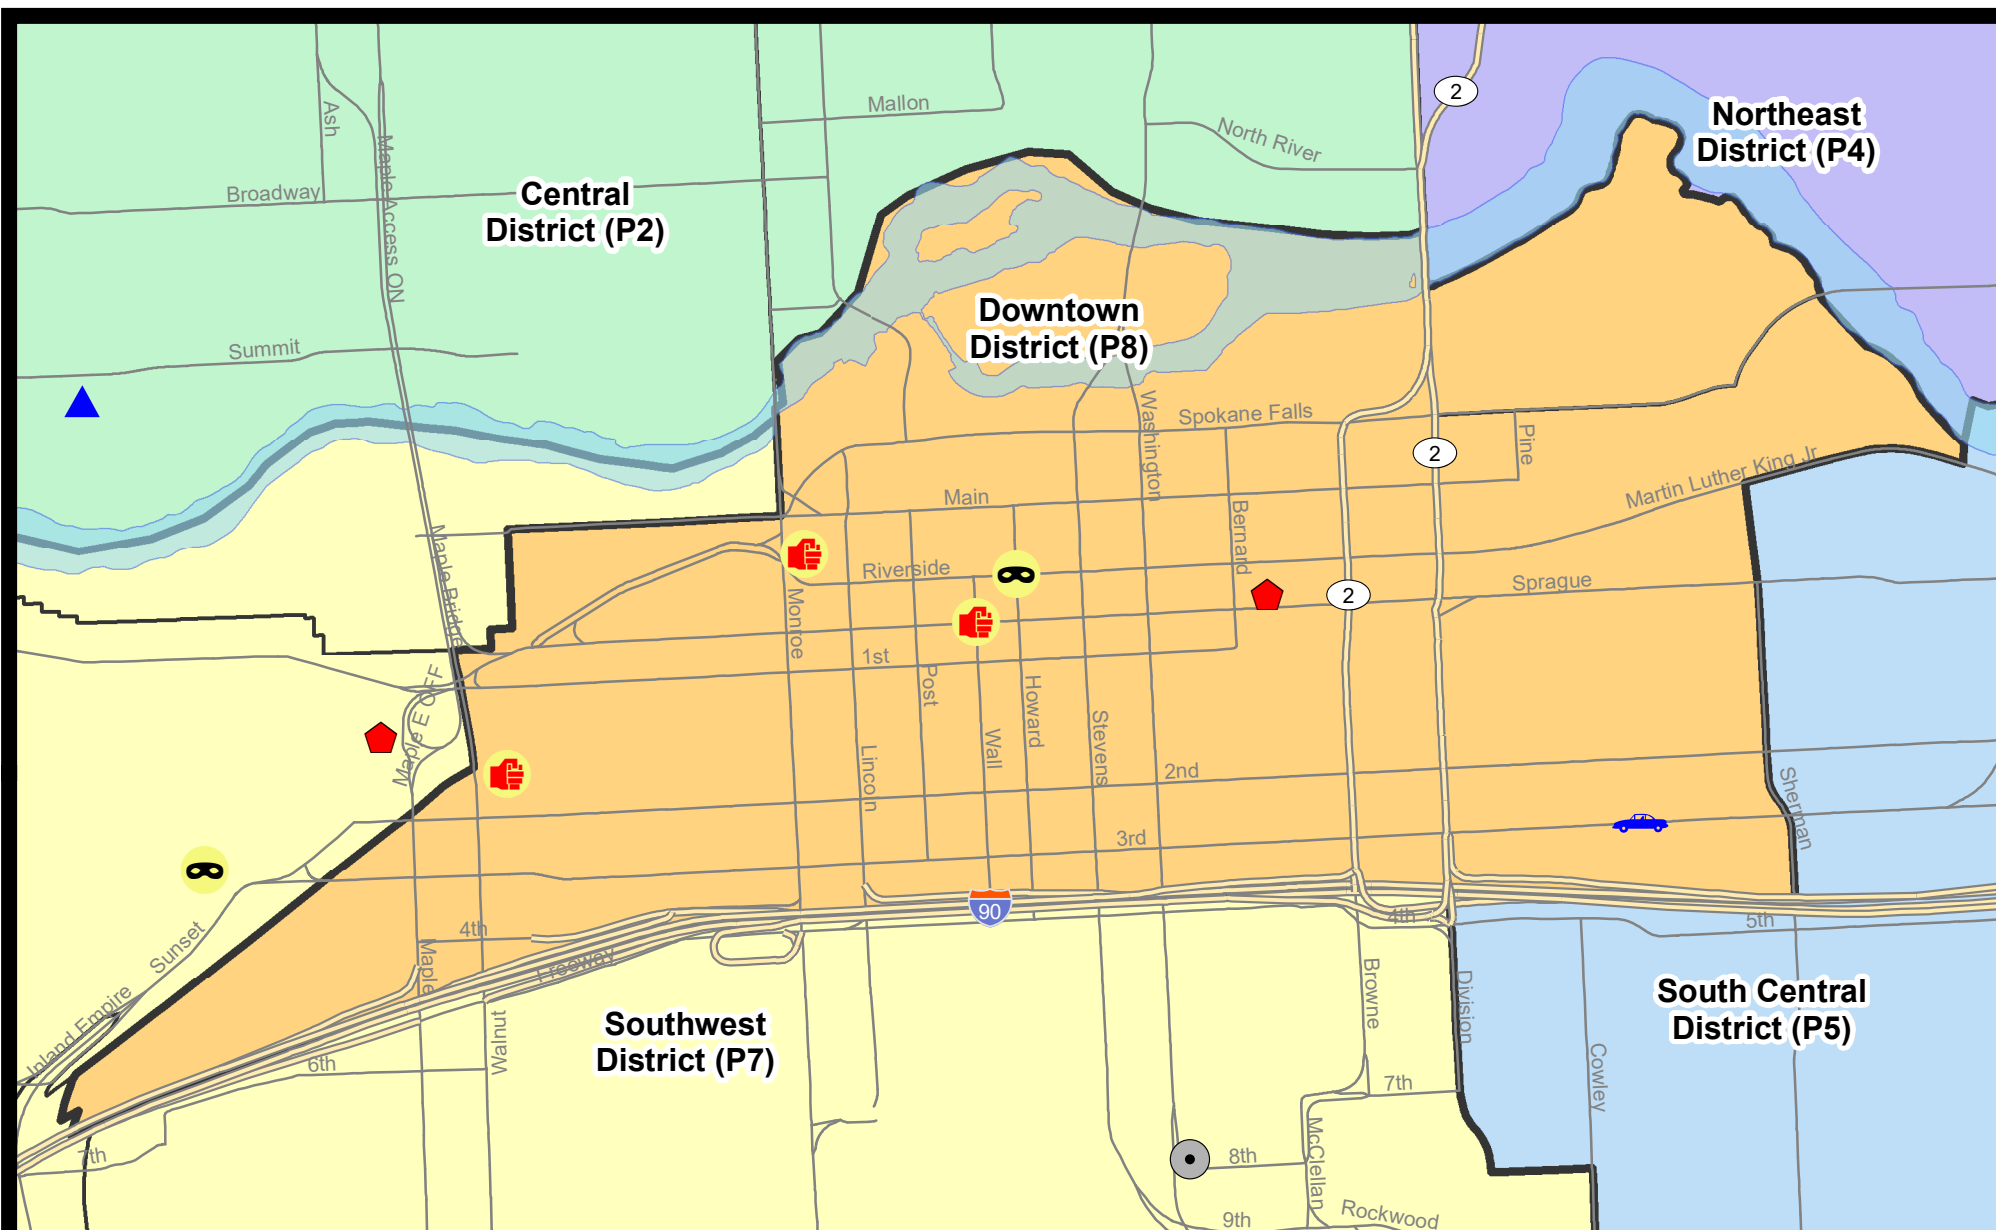 2
Northeast
District (P4)
Mallon
North River
Ash
Maple Access ON
Broadway
Central
District (P2)
Downtown
District (P8)
Summit
Washington
Spokane Falls
Pine
2
Martin Luther King Jr
Main
Bernard
Maple Bridge
Riverside
Sprague
2
Monroe
1st
Post
Howard
Maple E OFF
Stevens
Wall
Lincoln
2nd
Sherman
3rd
90
4th
5th
4th
Sunset
Maple
Freeway
Browne
Division
South Central
District (P5)
Inland Empire
Southwest
District (P7)
Walnut
6th
Cowley
7th
McClellan
7th
8th
9th
Rockwood